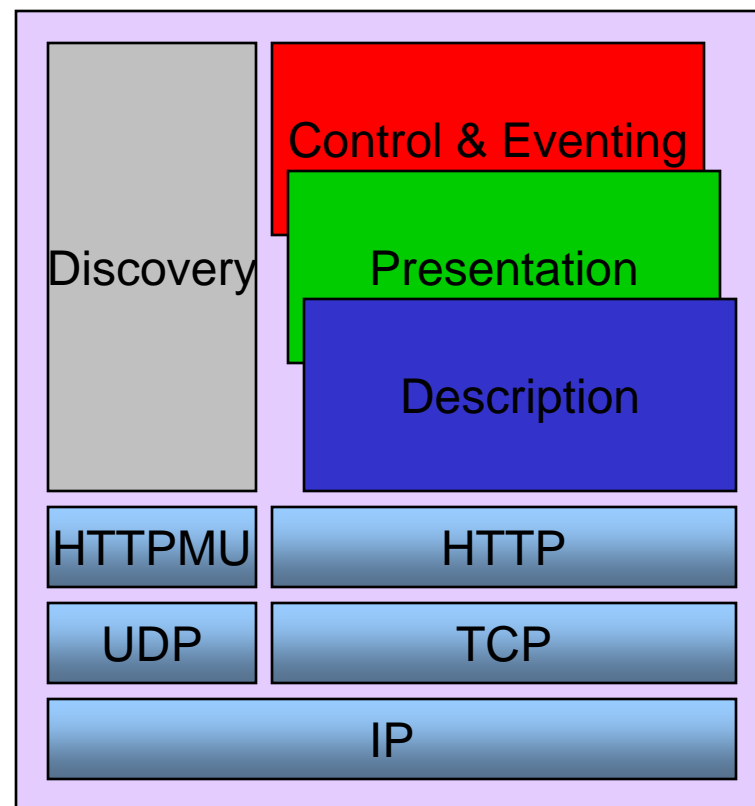 Control & Eventing
Discovery
Presentation
Description
HTTPMU
HTTP
UDP
TCP
IP